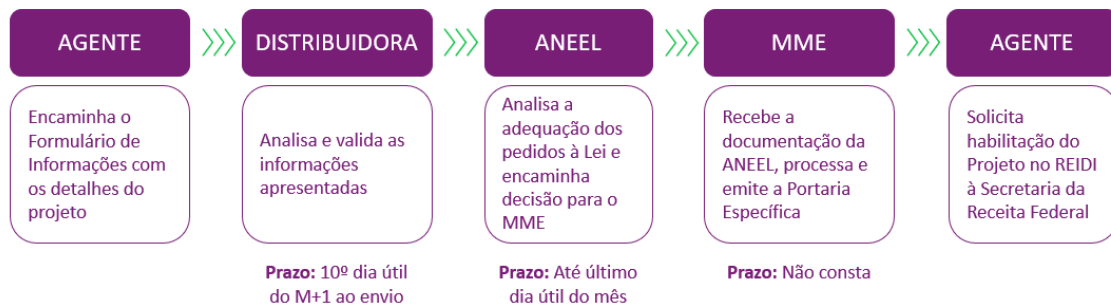 AGENTE
Encaminha o
Formulário de
Informações com
os detalhes do
projeto
DISTRIBUIDORA
Analisa e valida as
informações
apresentadas
Prazo: 10º dia útil
do M+1 ao envio
ANEEL
Analisa a
adequação dos
pedidos à Lei e
encaminha
decisão para o
MME
Prazo: Até último
dia útil do mês
MME
Recebe a
documentação da
ANEEL, processa e
emite a Portaria
Específica
Prazo: Não consta
AGENTE
Solicita
habilitação do
Projeto no REIDI
à Secretaria da
Receita Federal